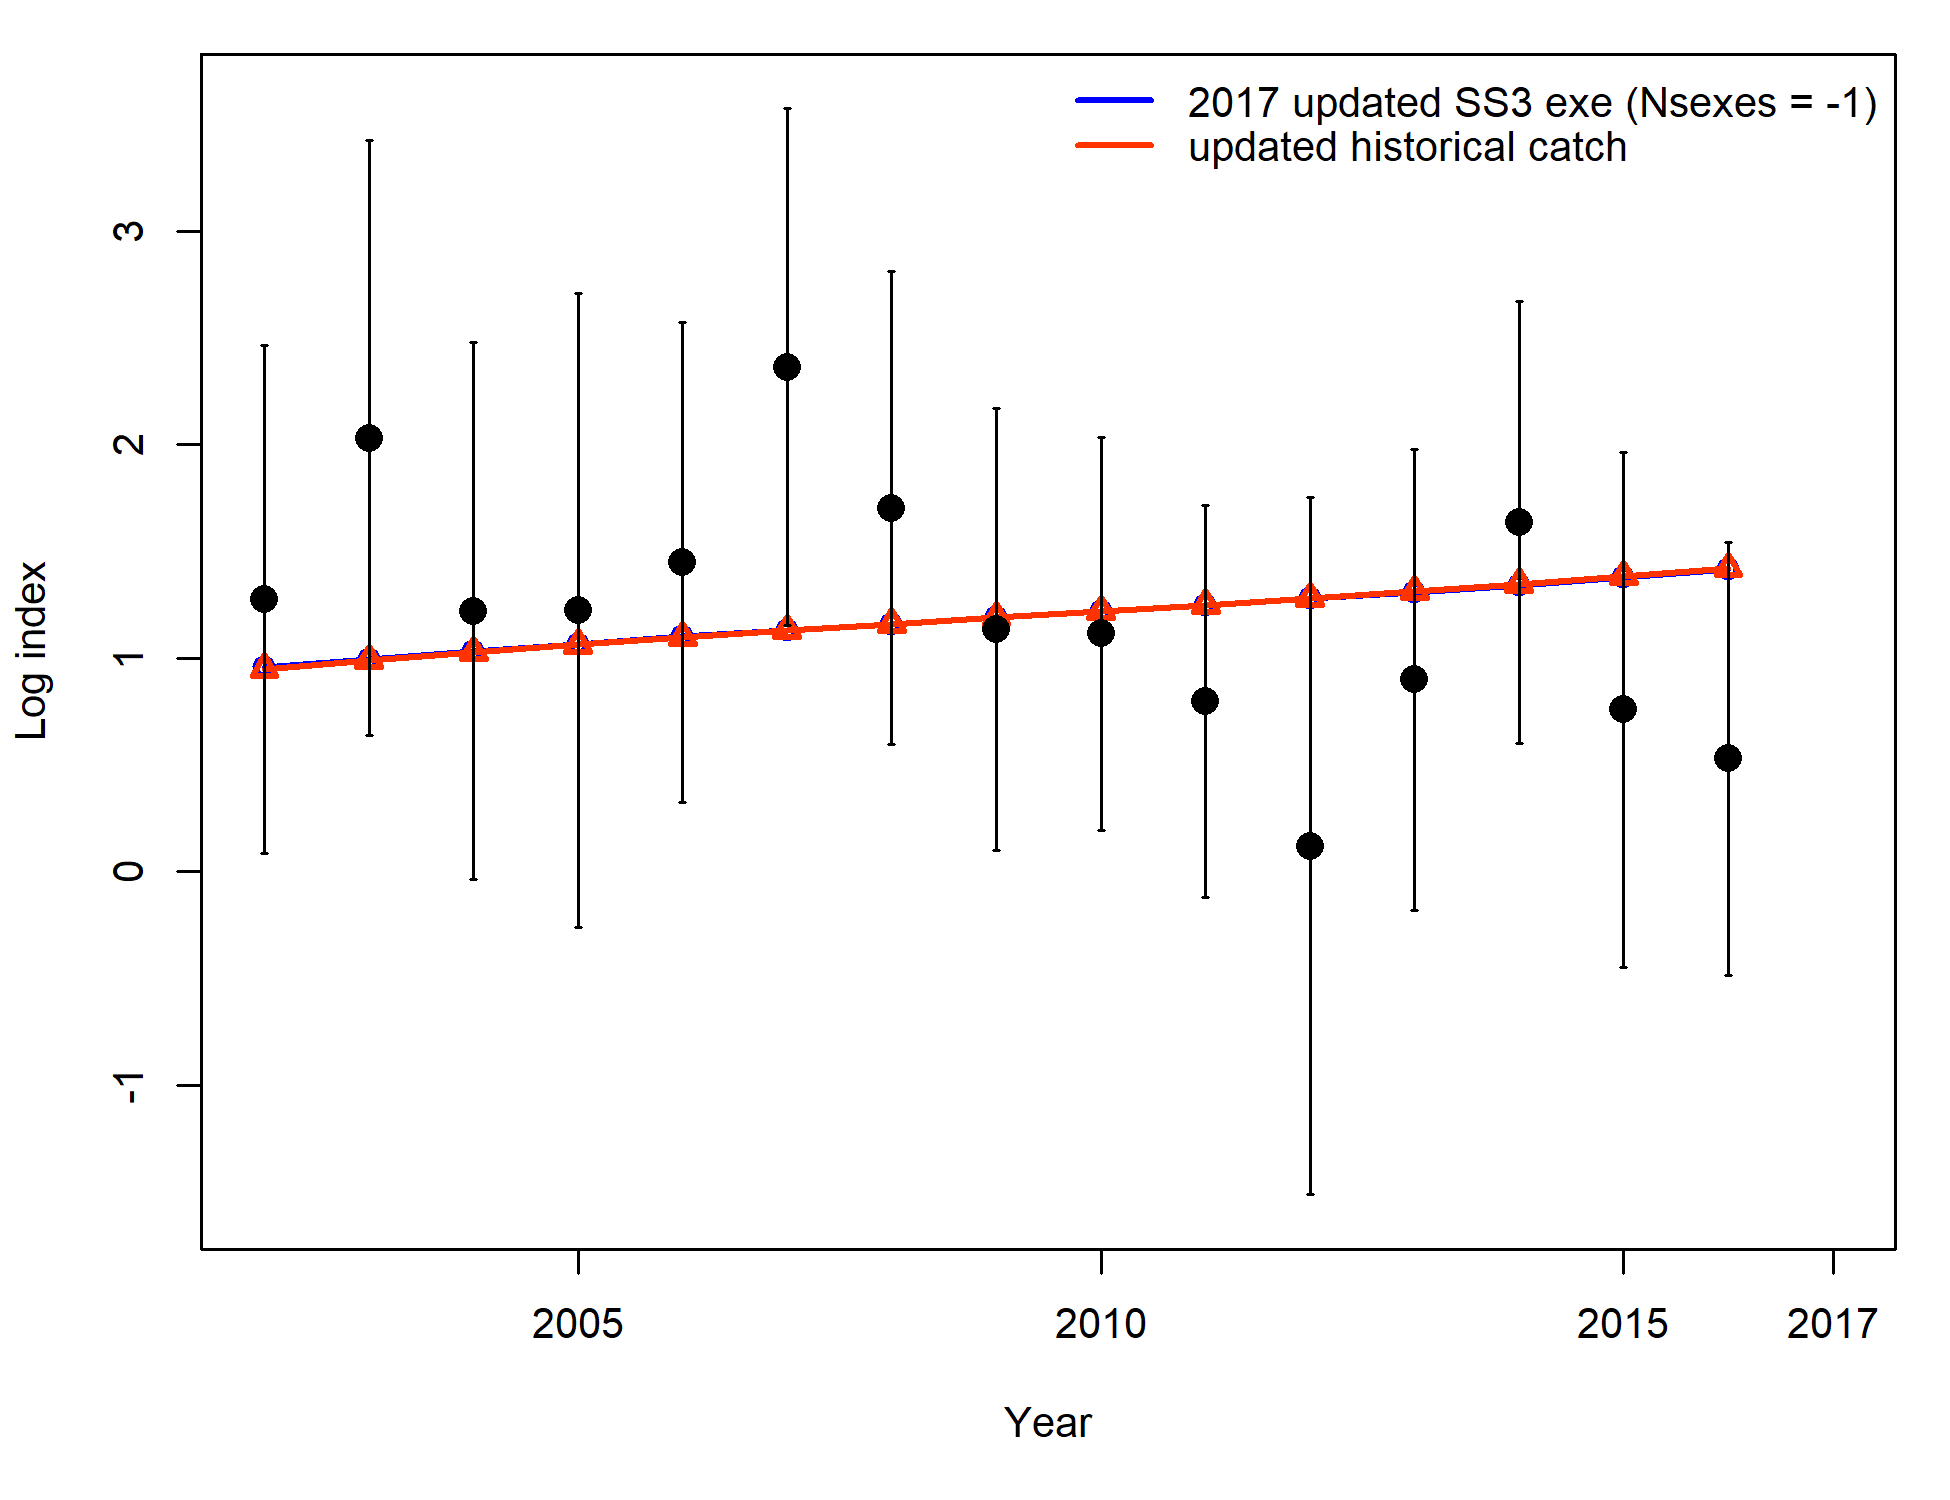 2017 updated SS3 exe (Nsexes = -1)
updated historical catch
3
2
1
0
-1
Log index
2005 2010 2015 2017
Year